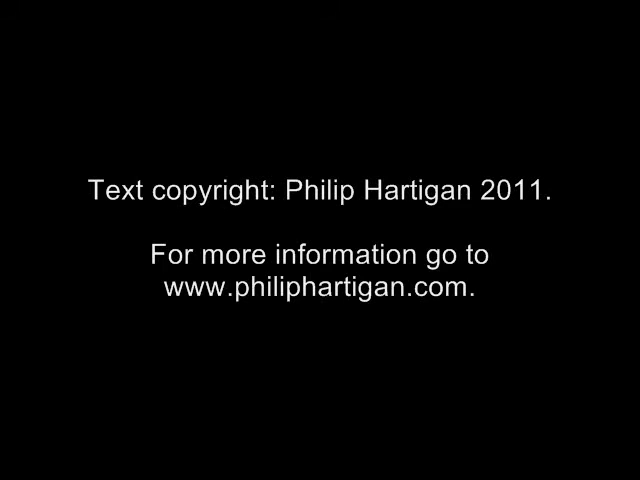 Text copyright: Philip Hartigan 2011.
For more information go to
www.philiphartigan.com.